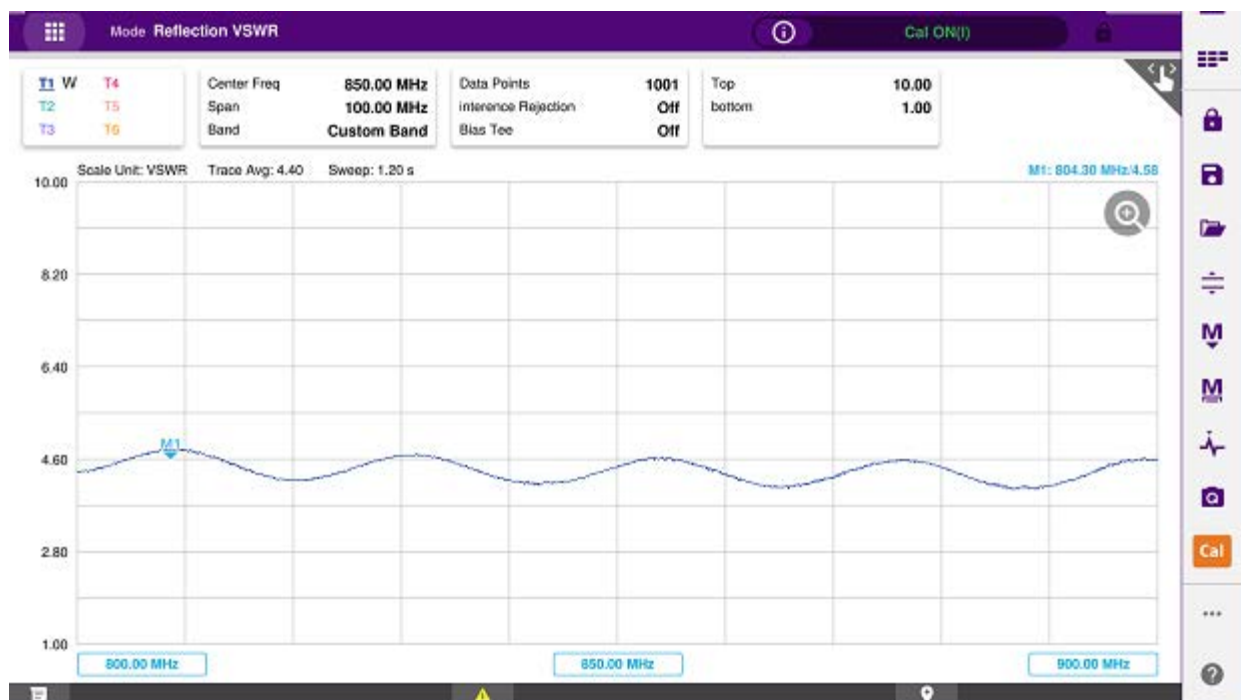 Mode Reflection VSWR
Cal ON(I)
T1 W T4
T2 T5
T3 T6
Center Freq 850.00 MHz
Span 100.00 MHz
Band Custom Band
Data Points 1001
interence Rejection Off
Bias Tee Off
Top 10.00
bottom 1.00
Scale Unit: VSWR Trace Avg: 4.40 Sweep: 1.20 s
M1: 804.30 MHz/4.58
10.00
8.20
6.40
M1
4.60
2.80
1.00
800.00 MHz
850.00 MHz
900.00 MHz
M
M
Cal